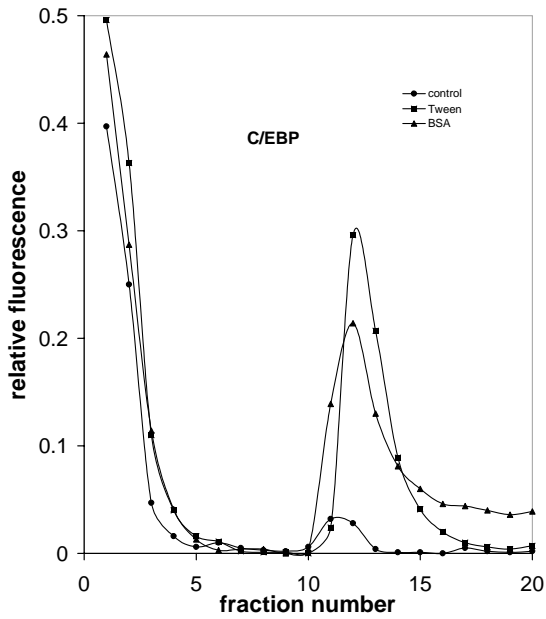 0.5
control
Tween
BSA
0.4
C/EBP
0.3
relative fluorescence
0.2
0.1
0
0 5 10 15 20
fraction number